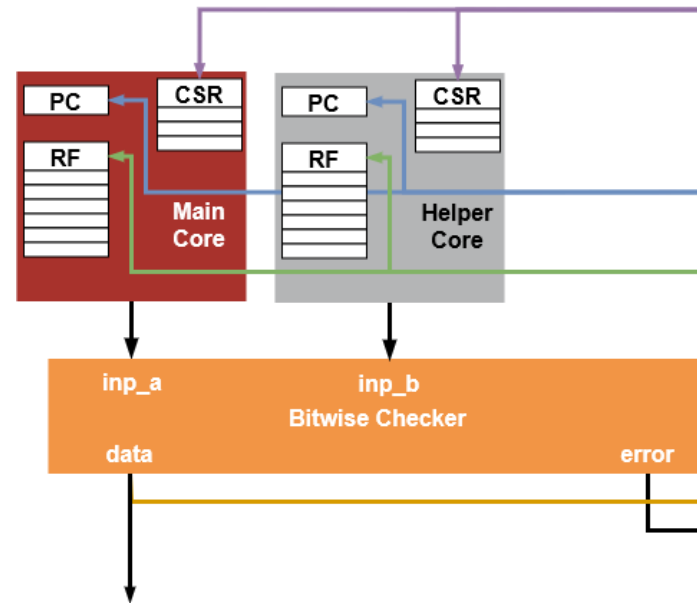 PC
CSR
RF
Main
Core
PC
CSR
RF
Helper
Core
inp_a
inp_b
Bitwise Checker
data
error